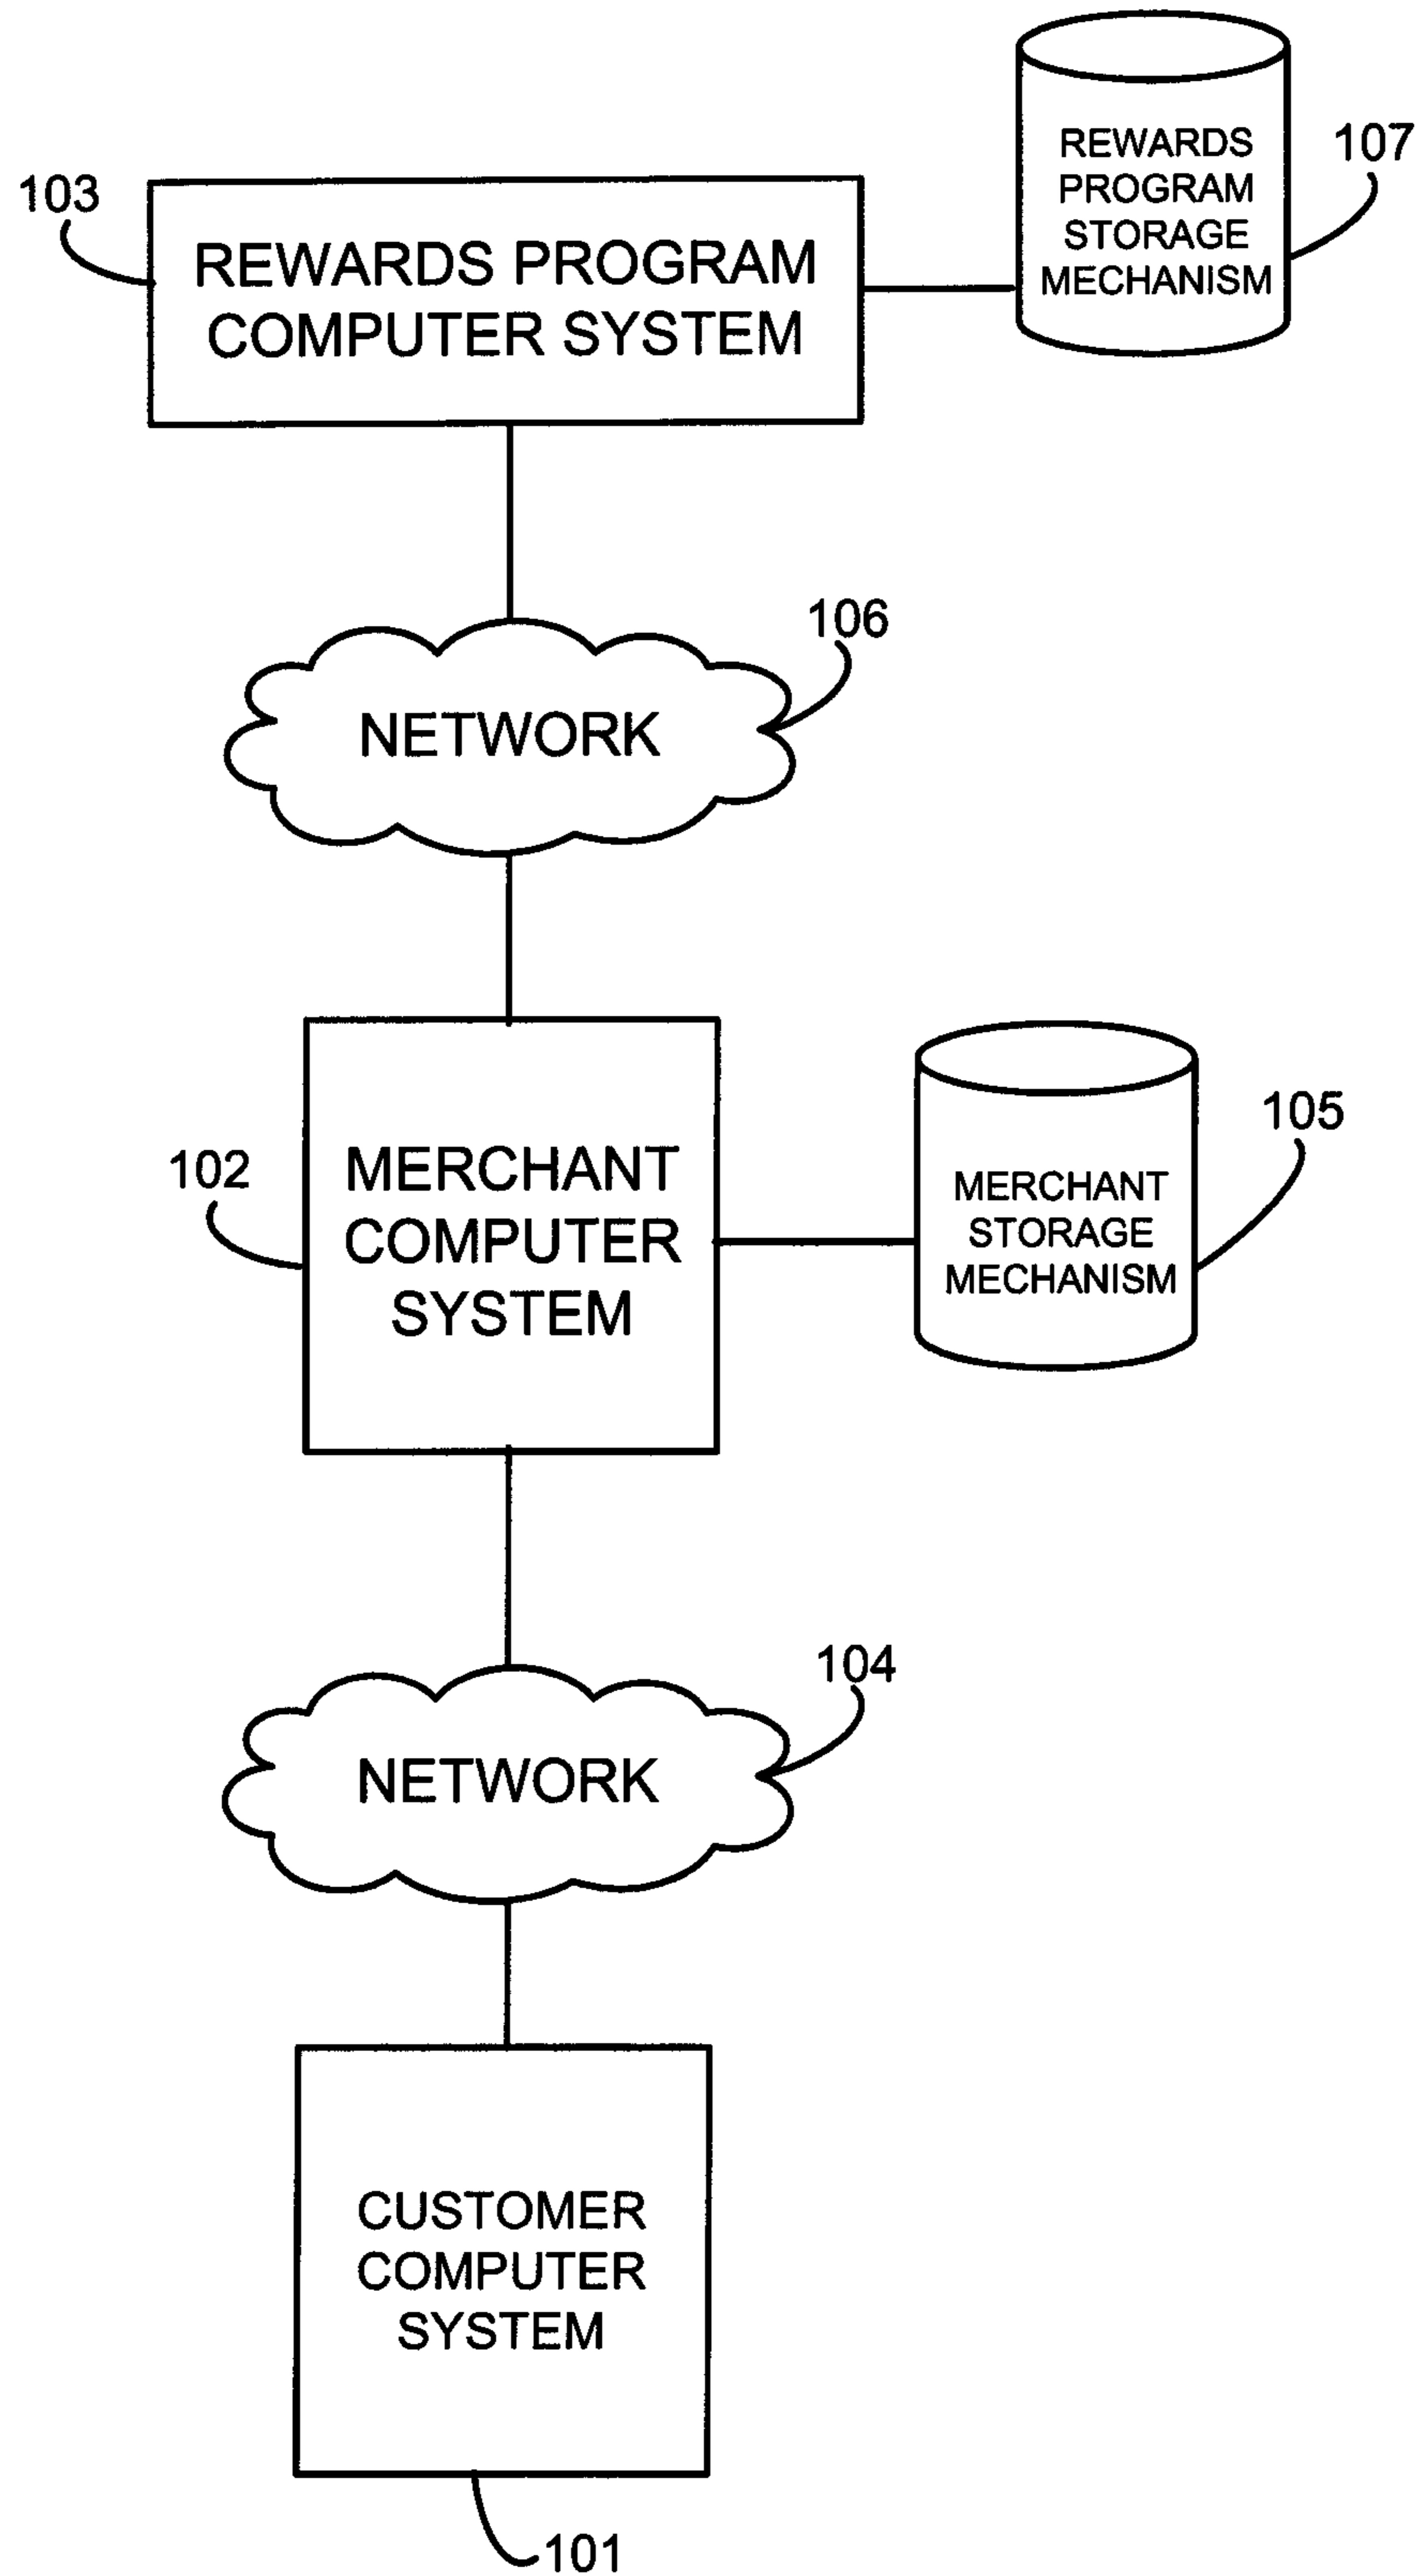 REWARDS
PROGRAM
STORAGE
MECHANISM
107
103
REWARDS PROGRAM
COMPUTER SYSTEM
106
NETWORK
102
MERCHANT
COMPUTER
SYSTEM
105
MERCHANT
STORAGE
MECHANISM
104
NETWORK
CUSTOMER
COMPUTER
SYSTEM
101